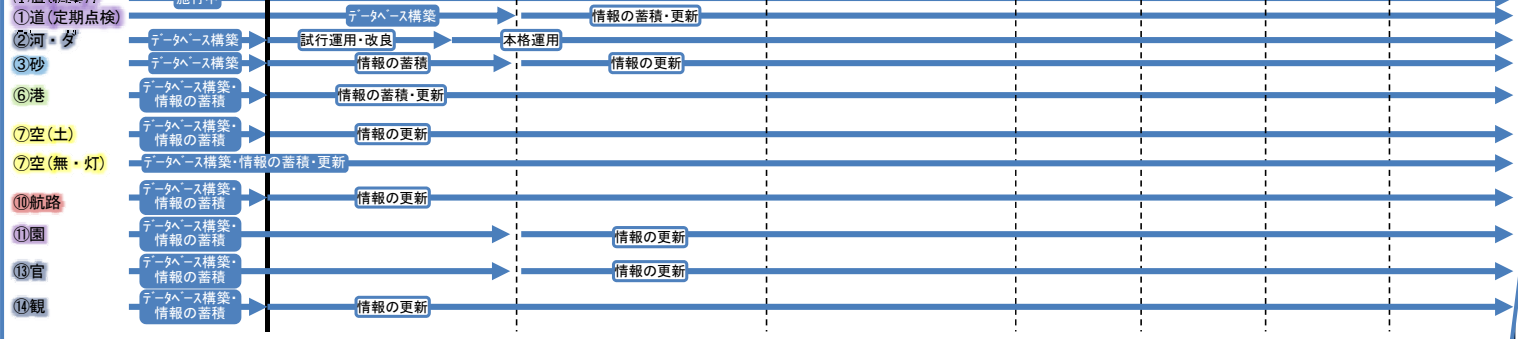 ①道(定期点検) ﾃﾞｰﾀﾍﾞｰｽ構築 情報の蓄積・更新
②河・ダ ﾃﾞｰﾀﾍﾞｰｽ構築 試行運用・改良 本格運用
③砂 ﾃﾞｰﾀﾍﾞｰｽ構築 情報の蓄積 情報の更新
⑥港 ﾃﾞｰﾀﾍﾞｰｽ構築・
情報の蓄積 情報の蓄積・更新
⑦空(土) ﾃﾞｰﾀﾍﾞｰｽ構築・
情報の蓄積 情報の更新
⑦空(無・灯) ﾃﾞｰﾀﾍﾞｰｽ構築・情報の蓄積・更新
⑩航路 ﾃﾞｰﾀﾍﾞｰｽ構築・
情報の蓄積 情報の更新
⑪園 ﾃﾞｰﾀﾍﾞｰｽ構築・
情報の蓄積 情報の更新
⑬官 ﾃﾞｰﾀﾍﾞｰｽ構築・
情報の蓄積 情報の更新
⑭観 ﾃﾞｰﾀﾍﾞｰｽ構築・
情報の蓄積 情報の更新